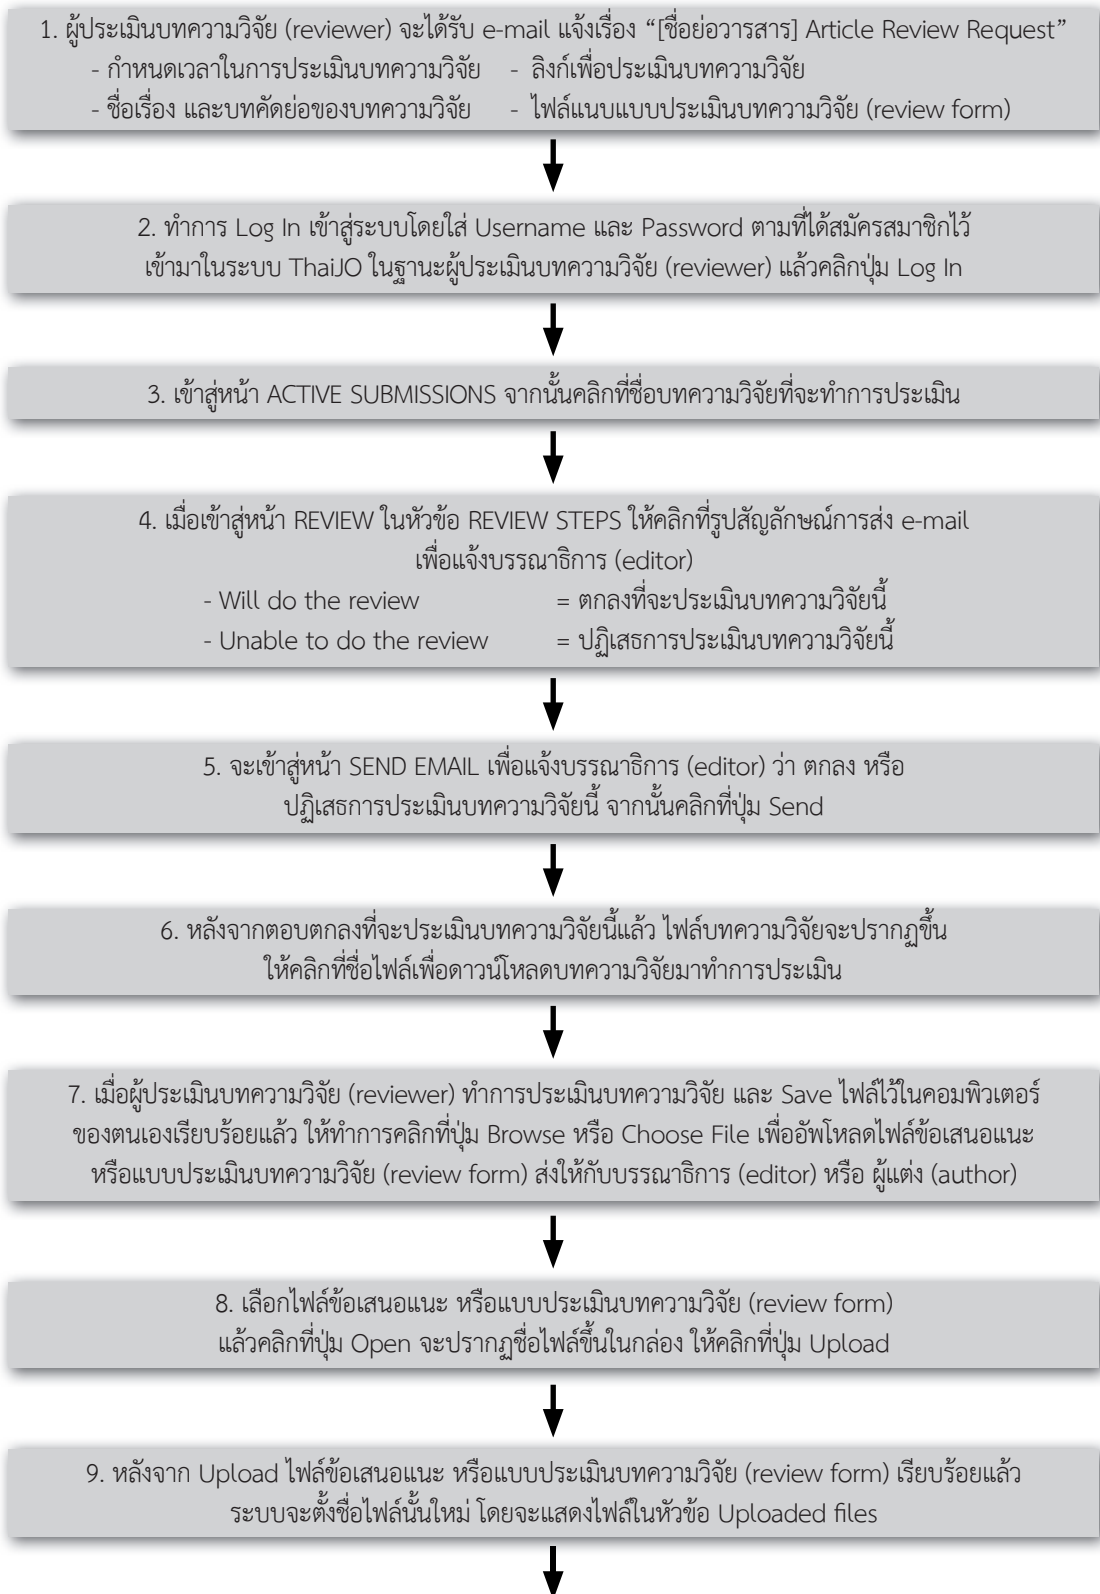 1. ผู้ประเมินบทความวิจัย (reviewer) จะได้รับ e-mail แจ้งเรื่อง “[ชื่อย่อวารสาร] Article Review Request”
- กำหนดเวลาในการประเมินบทความวิจัย - ลิงก์เพื่อประเมินบทความวิจัย
- ชื่อเรื่อง และบทคัดย่อของบทความวิจัย - ไฟล์แนบแบบประเมินบทความวิจัย (review form)
2. ทำการ Log In เข้าสู่ระบบโดยใส่ Username และ Password ตามที่ได้สมัครสมาชิกไว้
เข้ามาในระบบ ThaiJO ในฐานะผู้ประเมินบทความวิจัย (reviewer) แล้วคลิกปุ่ม Log In
3. เข้าสู่หน้า ACTIVE SUBMISSIONS จากนั้นคลิกที่ชื่อบทความวิจัยที่จะทำการประเมิน
4. เมื่อเข้าสู่หน้า REVIEW ในหัวข้อ REVIEW STEPS ให้คลิกที่รูปสัญลักษณ์การส่ง e-mail
เพื่อแจ้งบรรณาธิการ (editor)
- Will do the review = ตกลงที่จะประเมินบทความวิจัยนี้
- Unable to do the review = ปฏิเสธการประเมินบทความวิจัยนี้
5. จะเข้าสู่หน้า SEND EMAIL เพื่อแจ้งบรรณาธิการ (editor) ว่า ตกลง หรือ
ปฏิเสธการประเมินบทความวิจัยนี้ จากนั้นคลิกที่ปุ่ม Send
6. หลังจากตอบตกลงที่จะประเมินบทความวิจัยนี้แล้ว ไฟล์บทความวิจัยจะปรากฏขึ้น
ให้คลิกที่ชื่อไฟล์เพื่อดาวน์โหลดบทความวิจัยมาทำการประเมิน
7. เมื่อผู้ประเมินบทความวิจัย (reviewer) ทำการประเมินบทความวิจัย และ Save ไฟล์ไว้ในคอมพิวเตอร์
ของตนเองเรียบร้อยแล้ว ให้ทำการคลิกที่ปุ่ม Browse หรือ Choose File เพื่ออัพโหลดไฟล์ข้อเสนอแนะ
หรือแบบประเมินบทความวิจัย (review form) ส่งให้กับบรรณาธิการ (editor) หรือ ผู้แต่ง (author)
8. เลือกไฟล์ข้อเสนอแนะ หรือแบบประเมินบทความวิจัย (review form)
แล้วคลิกที่ปุ่ม Open จะปรากฏชื่อไฟล์ขึ้นในกล่อง ให้คลิกที่ปุ่ม Upload
9. หลังจาก Upload ไฟล์ข้อเสนอแนะ หรือแบบประเมินบทความวิจัย (review form) เรียบร้อยแล้ว
ระบบจะตั้งชื่อไฟล์นั้นใหม่ โดยจะแสดงไฟล์ในหัวข้อ Uploaded files